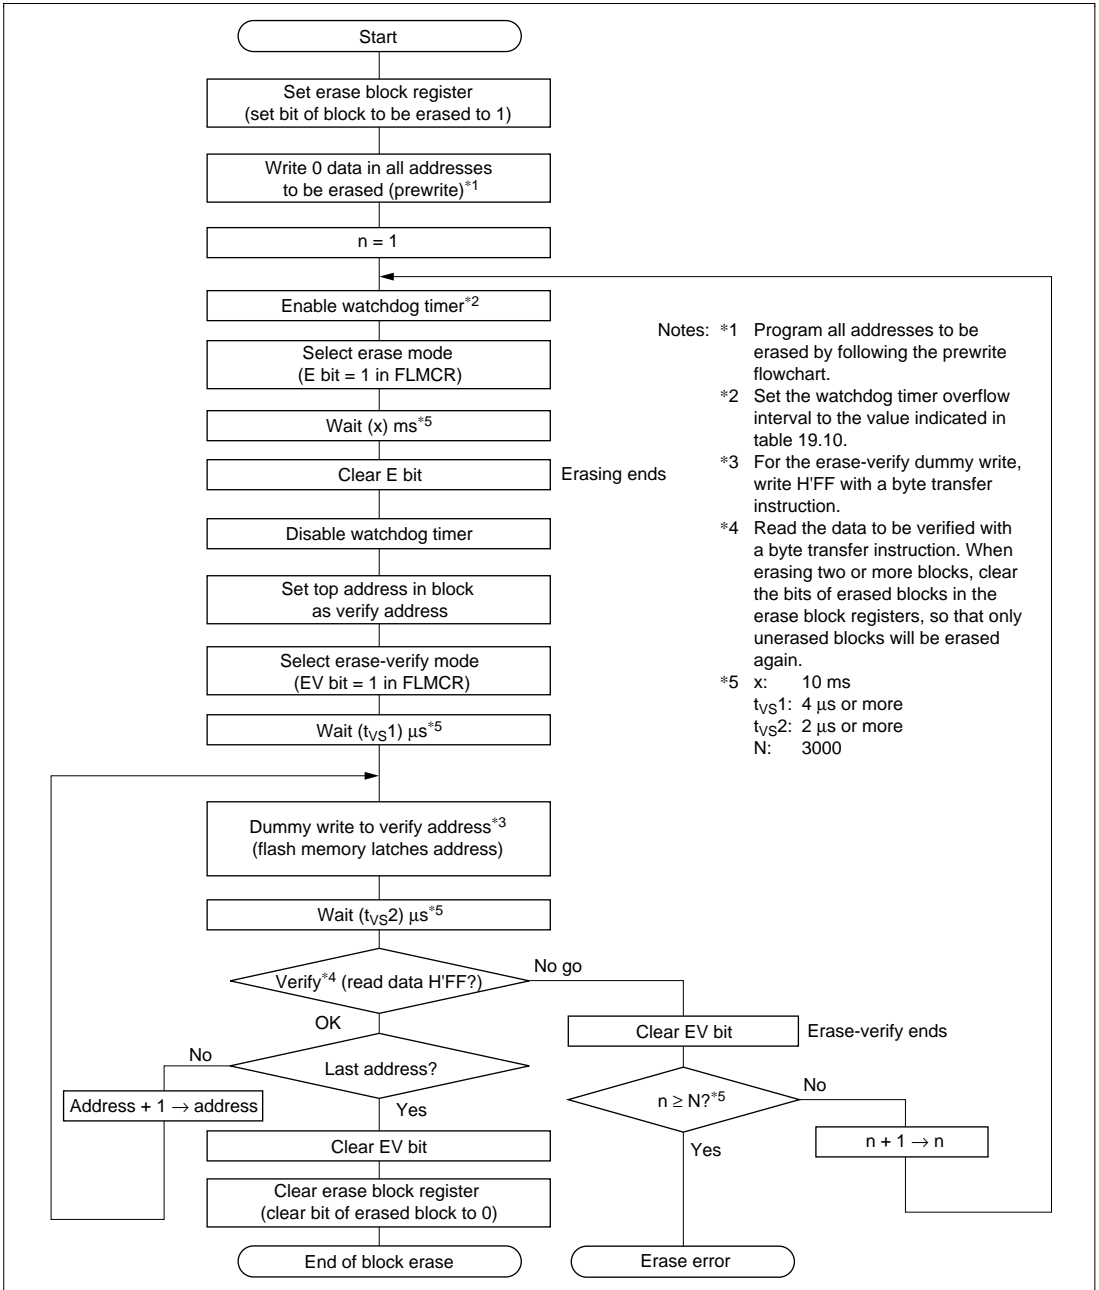 Start
Set erase block register
(set bit of block to be erased to 1)
Write 0 data in all addresses
to be erased (prewrite)*1
n = 1
Enable watchdog timer*2
Select erase mode
(E bit = 1 in FLMCR)
Wait (x) ms*5
Clear E bit
Erasing ends
Disable watchdog timer
Set top address in block
as verify address
Select erase-verify mode
(EV bit = 1 in FLMCR)
Wait (tVS1) μs*5
Dummy write to verify address*3
(flash memory latches address)
Wait (tVS2) μs*5
Verify*4 (read data H'FF?)
No go
OK
Last address?
No
Address + 1 → address
Yes
Clear EV bit
Clear erase block register
(clear bit of erased block to 0)
End of block erase
Clear EV bit
Erase-verify ends
n ≥ N?*5
No
n + 1 → n
Yes
Erase error
Notes: *1 Program all addresses to be
erased by following the prewrite
flowchart.
*2 Set the watchdog timer overflow
interval to the value indicated in
table 19.10.
*3 For the erase-verify dummy write,
write H'FF with a byte transfer
instruction.
*4 Read the data to be verified with
a byte transfer instruction. When
erasing two or more blocks, clear
the bits of erased blocks in the
erase block registers, so that only
unerased blocks will be erased
again.
*5 x: 10 ms
tVS1: 4 μs or more
tVS2: 2 μs or more
N: 3000